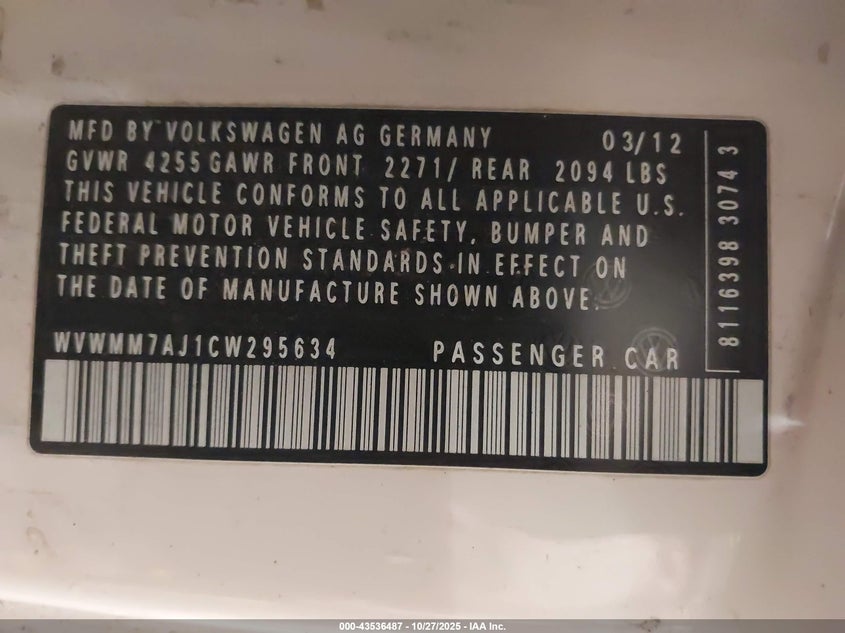 MFD BY VOLKSWAGEN AG GERMANY 03/12
GVWR 4255 GAWR FRONT 2271/ REAR 2094 LBS
THIS VEHICLE CONFORMS TO ALL APPLICABLE U.S.
FEDERAL MOTOR VEHICLE SAFETY, BUMPER AND
THEFT PREVENTION STANDARDS IN EFFECT ON
THE DATE OF MANUFACTURE SHOWN ABOVE.
WVWMM7AJ1CW295634 PASSENGER CAR
8116398 3074 3
000-43536487 - 10/27/2025 - IAA Inc.